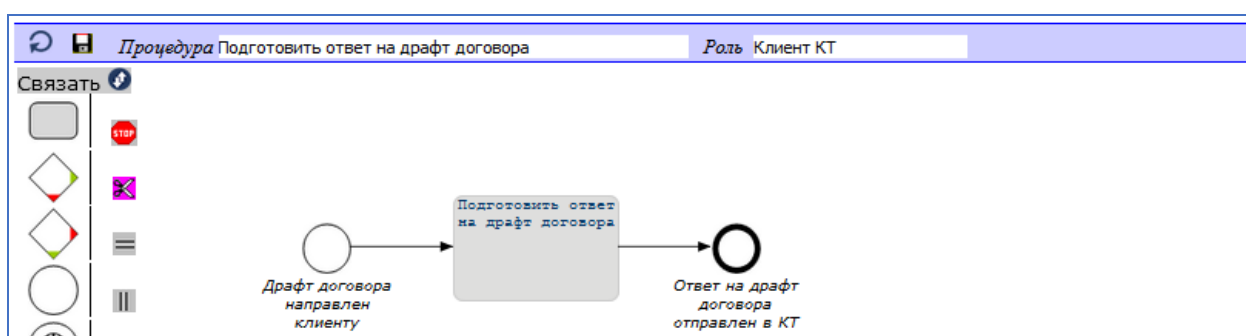 Процедура Подготовить ответ на драфт договора Роль Клиент КТ
Связать
STOP
Подготовить ответ
на драфт договора
Драфт договора
направлен
клиенту
Ответ на драфт
договора
отправлен в КТ